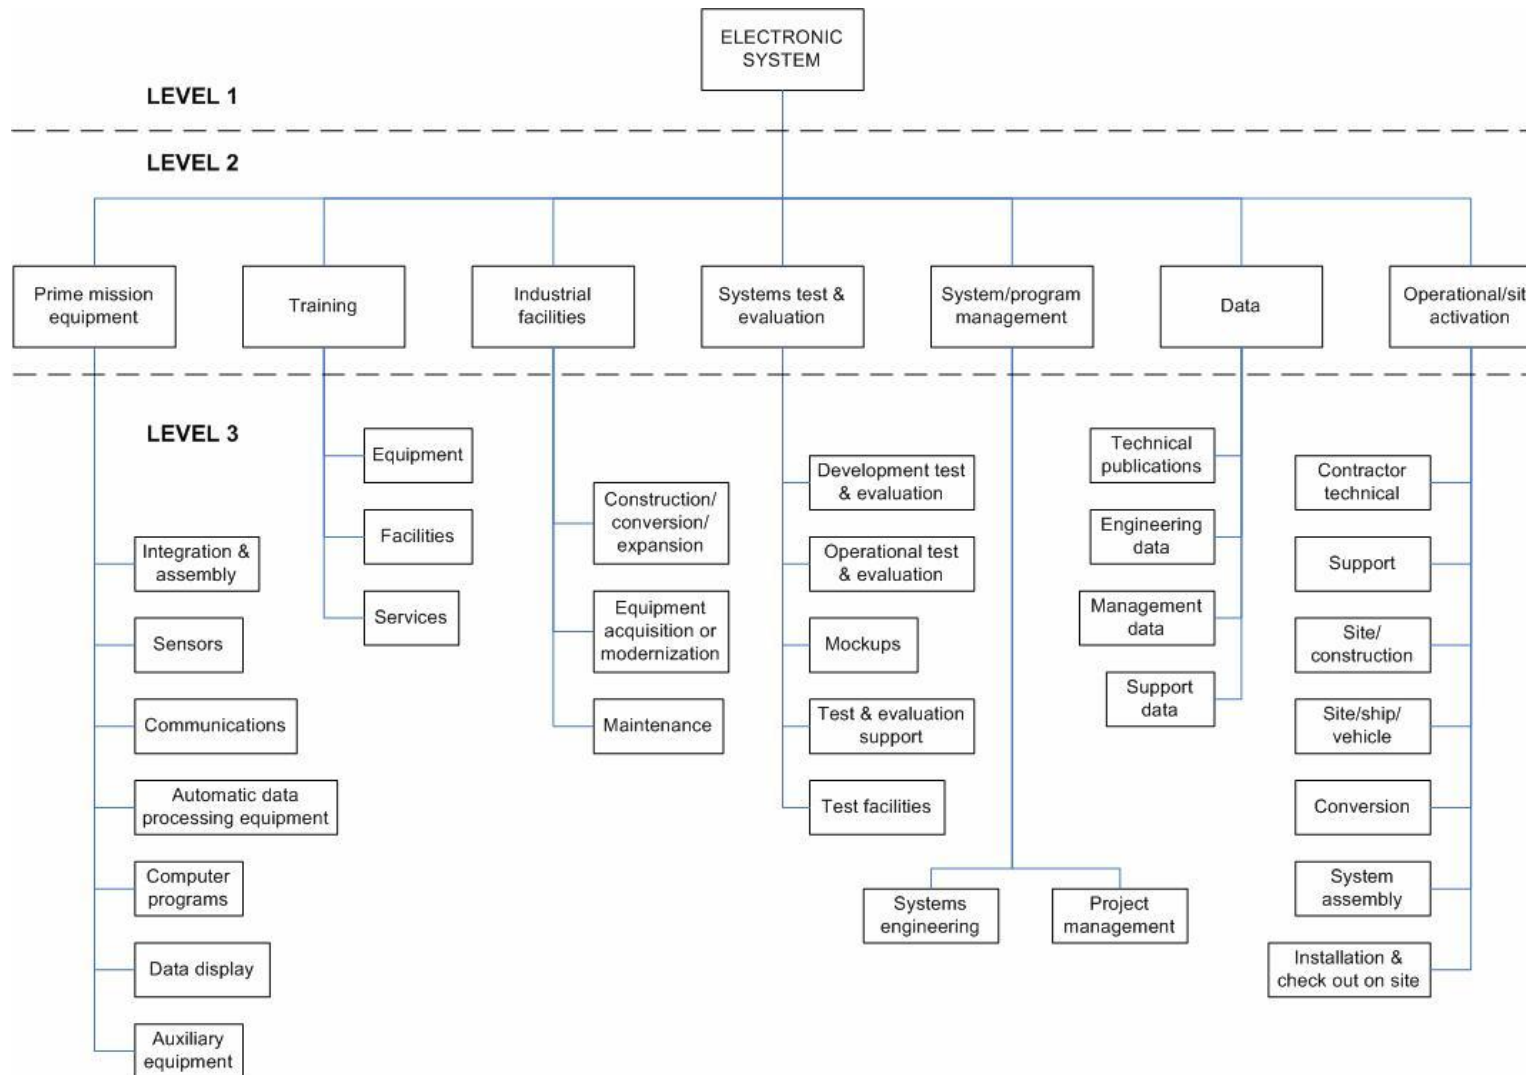 ELECTRONIC
SYSTEM
LEVEL 1
LEVEL 2
Prime mission
equipment
Training
Industrial
facilities
Systems test &
evaluation
System/program
management
Data
Operational/sit
activation
LEVEL 3
Integration &
assembly
Sensors
Communications
Automatic data
processing equipment
Computer
programs
Data display
Auxiliary
equipment
Equipment
Facilities
Services
Construction/
conversion/
expansion
Equipment
acquisition or
modernization
Maintenance
Development test
& evaluation
Operational test
& evaluation
Mockups
Test & evaluation
support
Test facilities
Systems
engineering
Project
management
Technical
publications
Engineering
data
Management
data
Support
data
Contractor
technical
Support
Site/
construction
Site/ship/
vehicle
Conversion
System
assembly
Installation &
check out on site